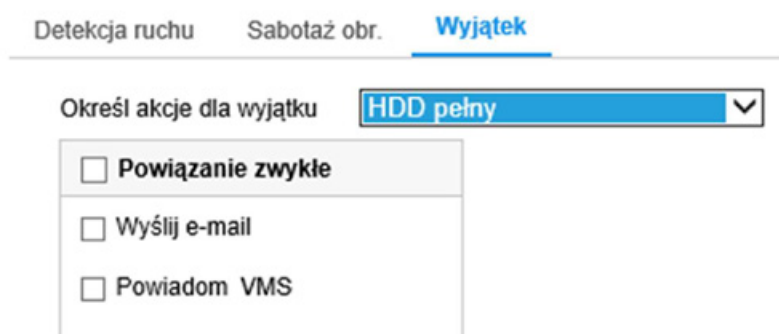 Detekcja ruchu Sabotaż obr. Wyjątek
Określ akcje dla wyjątku HDD pełny
Powiązanie zwykłe
Wyślij e-mail
Powiadom VMS